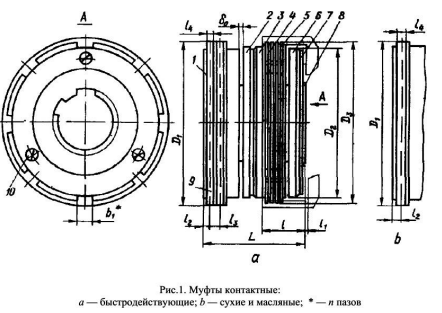 А
l₄
δ₂
2 3 4 5 6 7 8
l₄
1
А
D₁
D₂
D₃
D₁
10
9
b₁*
l₂
l₃
l
l₁
l₂
L
a
b
Рис.1. Муфты контактные:
a — быстродействующие; b — сухие и масляные; * — n пазов